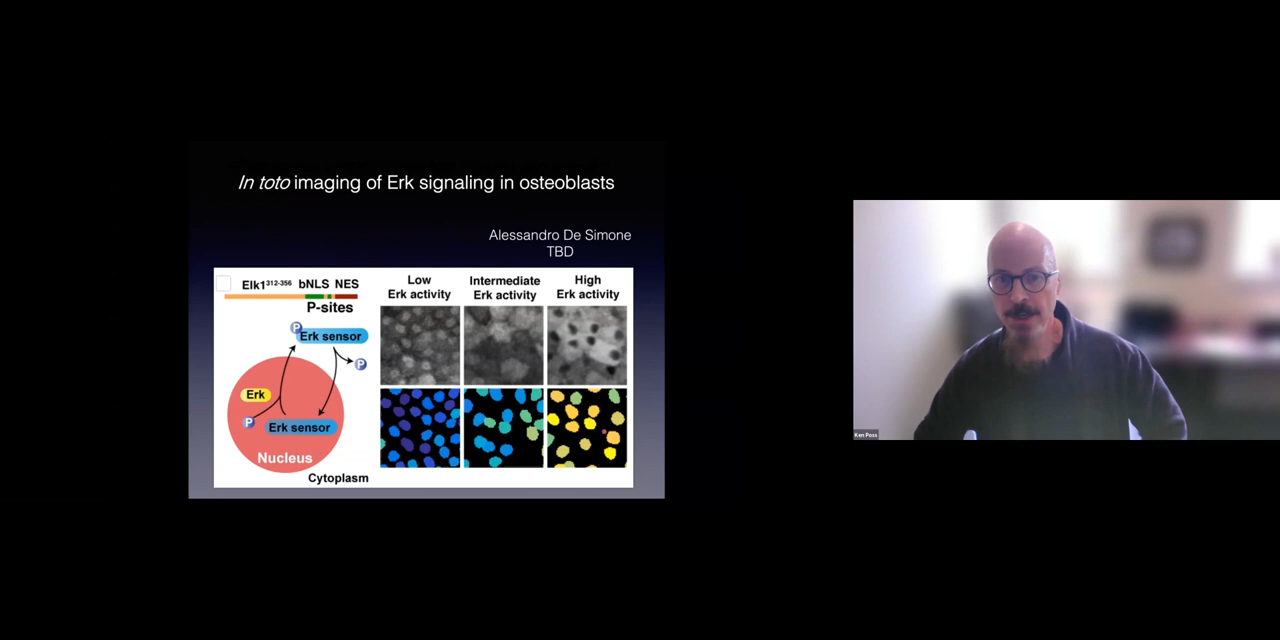 In toto imaging of Erk signaling in osteoblasts
Alessandro De Simone
TBD
Elk1312-356 bNLS NES
P-sites
P
Erk sensor
P
Erk
P
Erk sensor
Nucleus
Cytoplasm
Low
Erk activity
Intermediate
Erk activity
High
Erk activity
Ken Poss